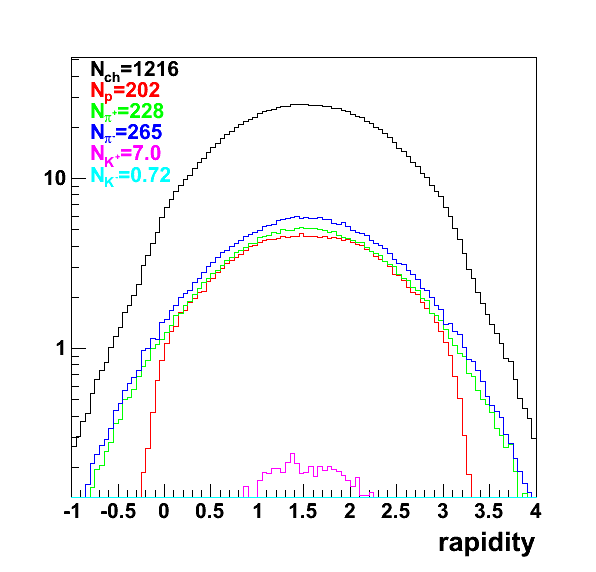 N_ch=1216
N_p=202
N_π⁺=228
N_π⁻=265
N_K⁺=7.0
N_K⁻=0.72
10
1
-1 -0.5 0 0.5 1 1.5 2 2.5 3 3.5 4
rapidity